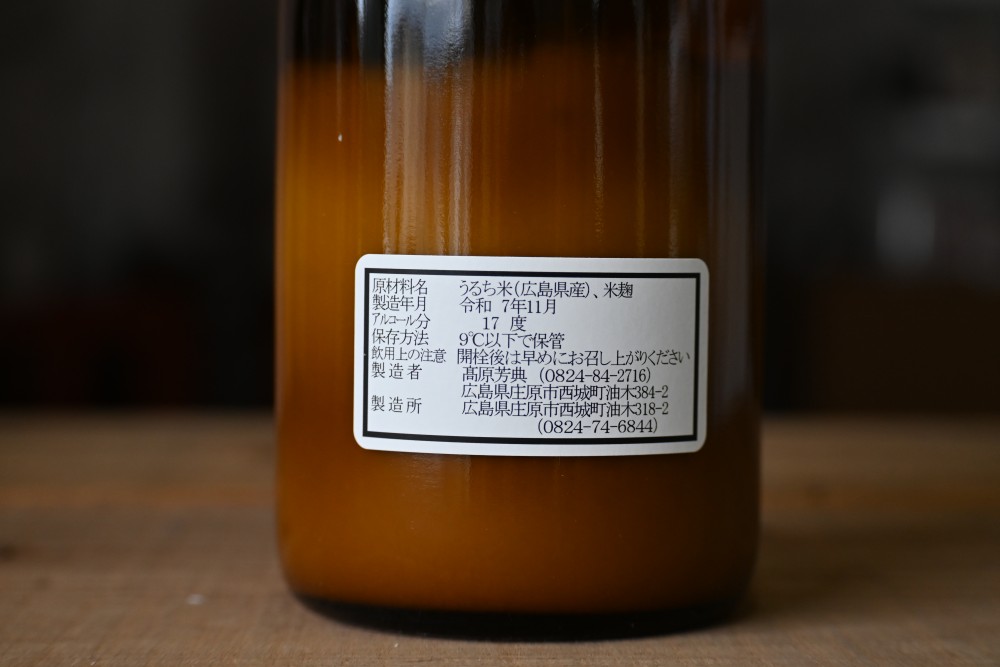 原材料名 うるち米(広島県産)、米麹
製造年月 令和 7年11月
アルコール分 17 度
保存方法 9℃以下で保管
飲用上の注意 開栓後は早めにお召し上がりください
製造者 髙原芳典 (0824-84-2716)
広島県庄原市西城町油木384-2
製造所 広島県庄原市西城町油木318-2
(0824-74-6844)